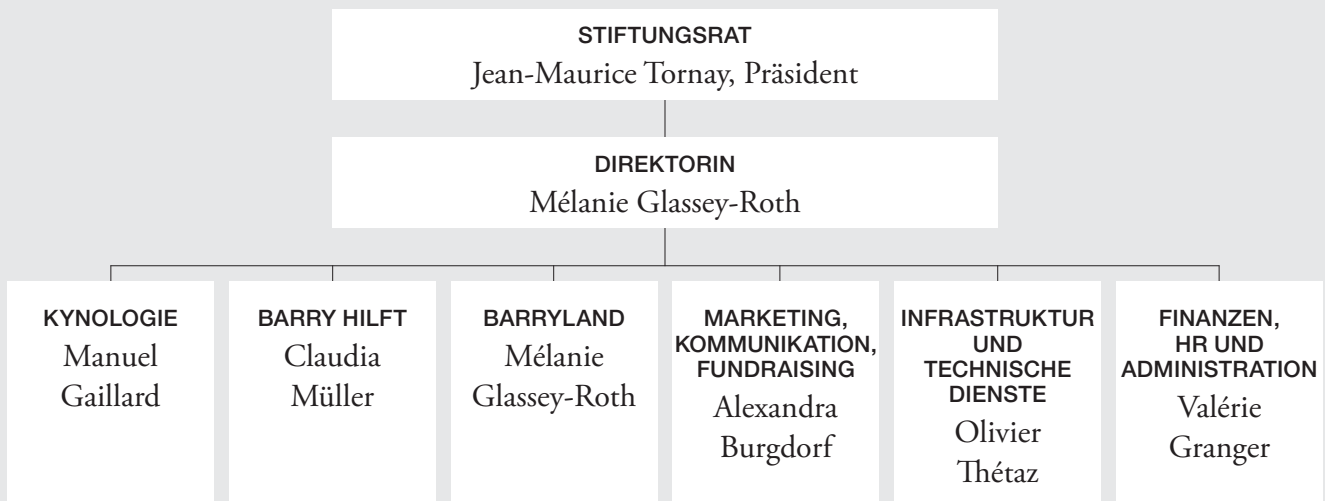 STIFTUNGSRAT
Jean-Maurice Tornay, Präsident
DIREKTORIN
Mélanie Glassey-Roth
KYNOLOGIE
Manuel
Gaillard
BARRY HILFT
Claudia
Müller
BARRYLAND
Mélanie
Glassey-Roth
MARKETING,
KOMMUNIKATION,
FUNDRAISING
Alexandra
Burgdorf
INFRASTRUKTUR
UND
TECHNISCHE
DIENSTE
Olivier
Thétaz
FINANZEN,
HR UND
ADMINISTRATION
Valérie
Granger